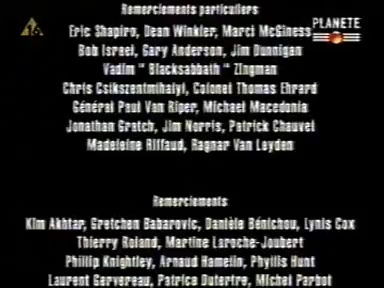 Remerciements particuliers
PLANETE
16
Eric Shapiro, Dean Winkler, Marci McGiness
Bob Israel, Gary Anderson, Jim Dunnigan
Vadim " Blacksabbath " Zingman
Chris Csikszentmihalyi, Colonel Thomas Ehrard
Général Paul Van Riper, Michael Macedonia
Jonathan Gratch, Jim Norris, Patrick Chauvel
Madeleine Riffaud, Ragnar Van Leyden
Remerciements
Kim Akhtar, Gretchen Babarovic, Danièle Bénichou, Lynis Cox
Thierry Roland, Martine Laroche-Joubert
Phillip Knightley, Arnaud Hamelin, Phyllis Hunt
Laurent Gervereau, Patrice Dutertre, Michel Parbot